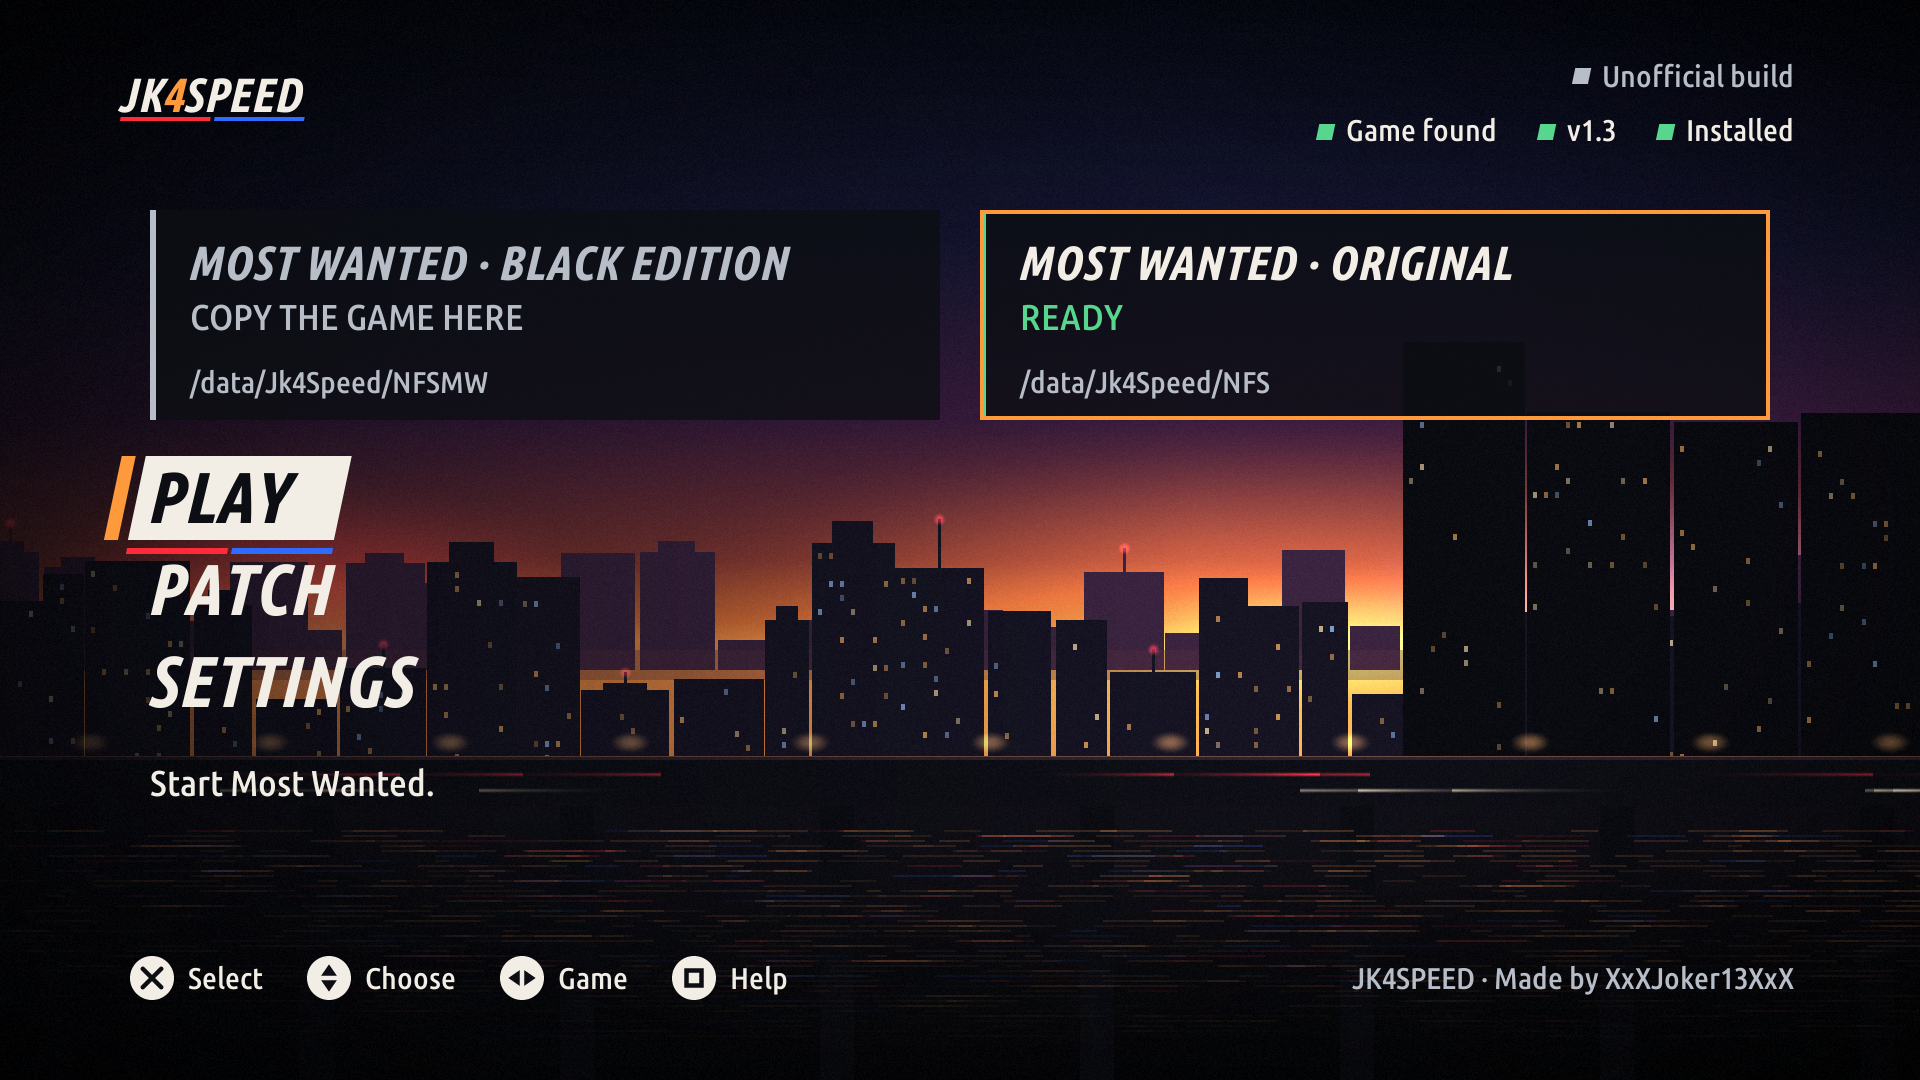 JK4SPEED
Unofficial build
Game found
v1.3
Installed
MOST WANTED · BLACK EDITION
COPY THE GAME HERE
/data/Jk4Speed/NFSMW
MOST WANTED · ORIGINAL
READY
/data/Jk4Speed/NFS
PLAY
PATCH
SETTINGS
Start Most Wanted.
Select
Choose
Game
Help
JK4SPEED · Made by XxXJoker13XxX